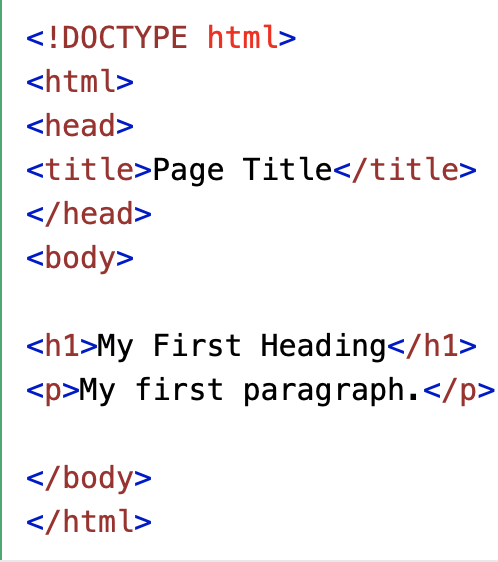 <!DOCTYPE html>
<html>
<head>
<title>Page Title</title>
</head>
<body>
<h1>My First Heading</h1>
<p>My first paragraph.</p>
</body>
</html>